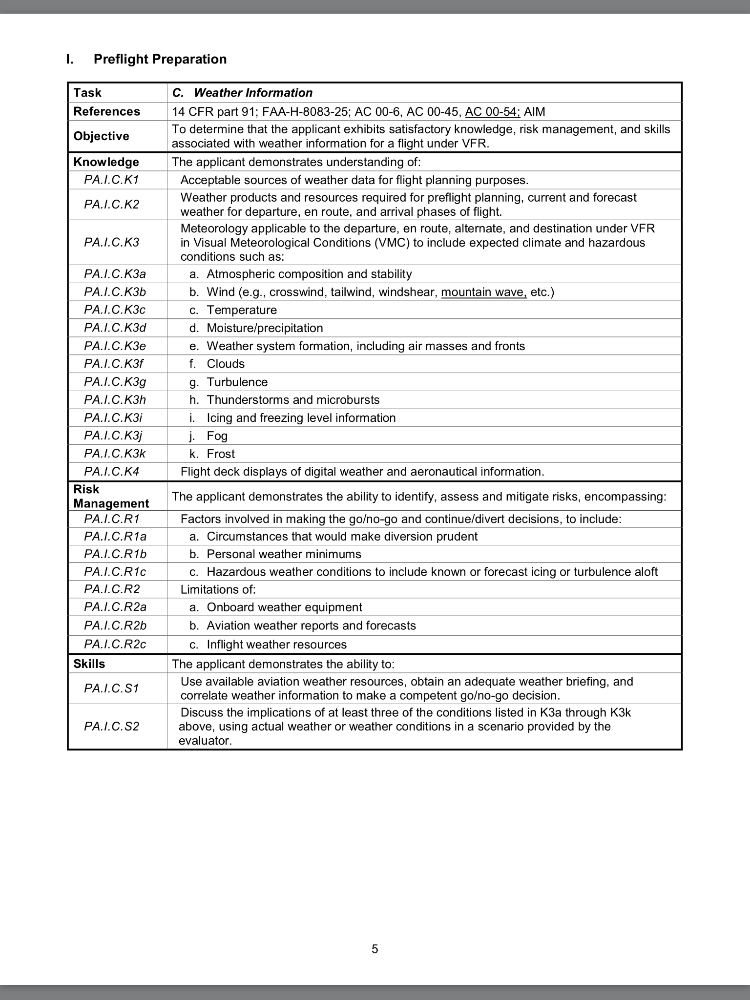 I. Preflight Preparation
Task C. Weather Information
References 14 CFR part 91; FAA-H-8083-25; AC 00-6, AC 00-45, AC 00-54; AIM
Objective To determine that the applicant exhibits satisfactory knowledge, risk management, and skills
associated with weather information for a flight under VFR.
Knowledge The applicant demonstrates understanding of:
PA.I.C.K1 Acceptable sources of weather data for flight planning purposes.
PA.I.C.K2 Weather products and resources required for preflight planning, current and forecast
weather for departure, en route, and arrival phases of flight.
PA.I.C.K3 Meteorology applicable to the departure, en route, alternate, and destination under VFR
in Visual Meteorological Conditions (VMC) to include expected climate and hazardous
conditions such as:
PA.I.C.K3a a. Atmospheric composition and stability
PA.I.C.K3b b. Wind (e.g., crosswind, tailwind, windshear, mountain wave, etc.)
PA.I.C.K3c c. Temperature
PA.I.C.K3d d. Moisture/precipitation
PA.I.C.K3e e. Weather system formation, including air masses and fronts
PA.I.C.K3f f. Clouds
PA.I.C.K3g g. Turbulence
PA.I.C.K3h h. Thunderstorms and microbursts
PA.I.C.K3i i. Icing and freezing level information
PA.I.C.K3j j. Fog
PA.I.C.K3k k. Frost
PA.I.C.K4 Flight deck displays of digital weather and aeronautical information.
Risk
Management The applicant demonstrates the ability to identify, assess and mitigate risks, encompassing:
PA.I.C.R1 Factors involved in making the go/no-go and continue/divert decisions, to include:
PA.I.C.R1a a. Circumstances that would make diversion prudent
PA.I.C.R1b b. Personal weather minimums
PA.I.C.R1c c. Hazardous weather conditions to include known or forecast icing or turbulence aloft
PA.I.C.R2 Limitations of:
PA.I.C.R2a a. Onboard weather equipment
PA.I.C.R2b b. Aviation weather reports and forecasts
PA.I.C.R2c c. Inflight weather resources
Skills The applicant demonstrates the ability to:
PA.I.C.S1 Use available aviation weather resources, obtain an adequate weather briefing, and
correlate weather information to make a competent go/no-go decision.
PA.I.C.S2 Discuss the implications of at least three of the conditions listed in K3a through K3k
above, using actual weather or weather conditions in a scenario provided by the
evaluator.
5